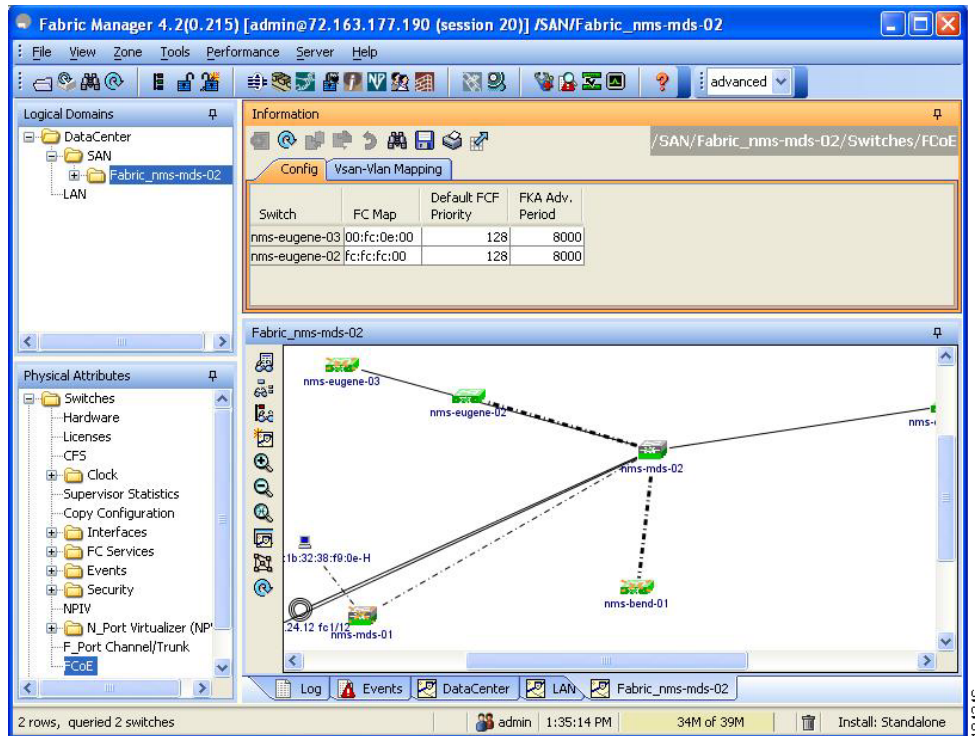 Fabric Manager 4.2(0.215) [admin@72.163.177.190 (session 20)] /SAN/Fabric_nms-mds-02
File View Zone Tools Performance Server Help
advanced
Logical Domains
DataCenter
SAN
Fabric_nms-mds-02
LAN
Information
/SAN/Fabric_nms-mds-02/Switches/FCoE
Config Vsan-Vlan Mapping
Switch FC Map Default FCF Priority FKA Adv. Period
nms-eugene-03 00:fc:0e:00 128 8000
nms-eugene-02 fc:fc:fc:00 128 8000
Physical Attributes
Switches
Hardware
Licenses
CFS
Clock
Supervisor Statistics
Copy Configuration
Interfaces
FC Services
Events
Security
NPIV
N_Port Virtualizer (NP'
F_Port Channel/Trunk
FCoE
Fabric_nms-mds-02
nms-eugene-03
nms-eugene-02
nms-
nms-mds-02
:1b:32:38:f9:0e-H
nms-bend-01
.24.12 fc1/12
nms-mds-01
Log Events DataCenter LAN Fabric_nms-mds-02
2 rows, queried 2 switches admin 1:35:14 PM 34M of 39M Install: Standalone